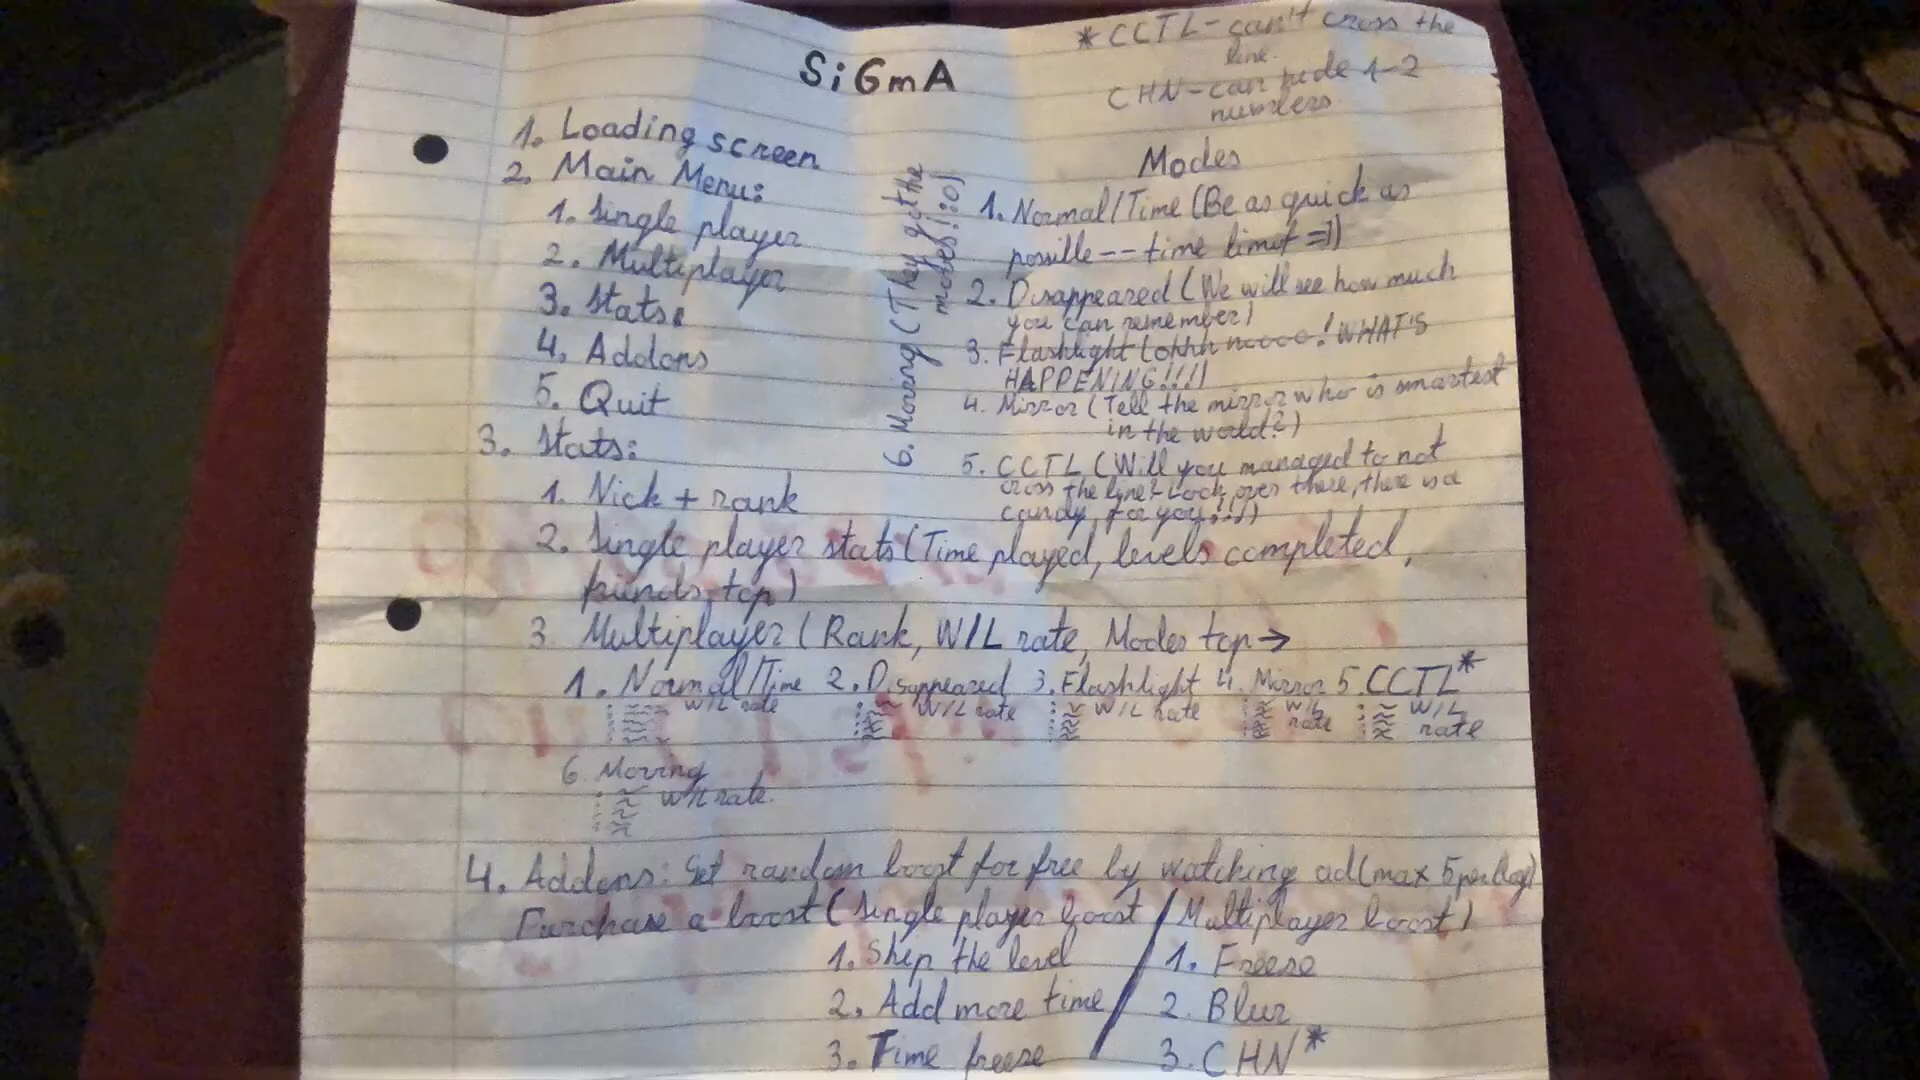 SiGmA
* CCTL - can't cross the
line.
CHN - can hide 1-2
numbers
1. Loading screen
2. Main Menu:
1. Single player
2. Multiplayer
3. Stats
4. Addons
5. Quit
3. Stats:
1. Nick + rank
2. Single player stats (Time played, levels completed,
friends top)
3. Multiplayer (Rank, W/L rate, Modes top →
1. Normal/Time 2. Disappeared 3. Flashlight 4. Mirror 5. CCTL*
W/L rate W/L rate W/L rate W/L rate W/L rate
6. Moving
W/L rate.
Modes
1. Normal/Time (Be as quick as
possible -- time limit =])
2. Disappeared (We will see how much
you can remember)
3. Flashlight (ohhh noooo! WHAT'S
HAPPENING!!!!)
4. Mirror (Tell the mirror who is smartest
in the world?)
5. CCTL (Will you managed to not
cross the line? Look over there, there is a
candy for you!!!)
6. Moving (They got the
moves!!:o)
4. Addons: Get random boost for free by watching ad (max 5 per day)
Purchase a boost (Single player boost / Multiplayer boost)
1. Skip the level
2. Add more time
3. Time freeze
1. Freeze
2. Blur
3. CHN*